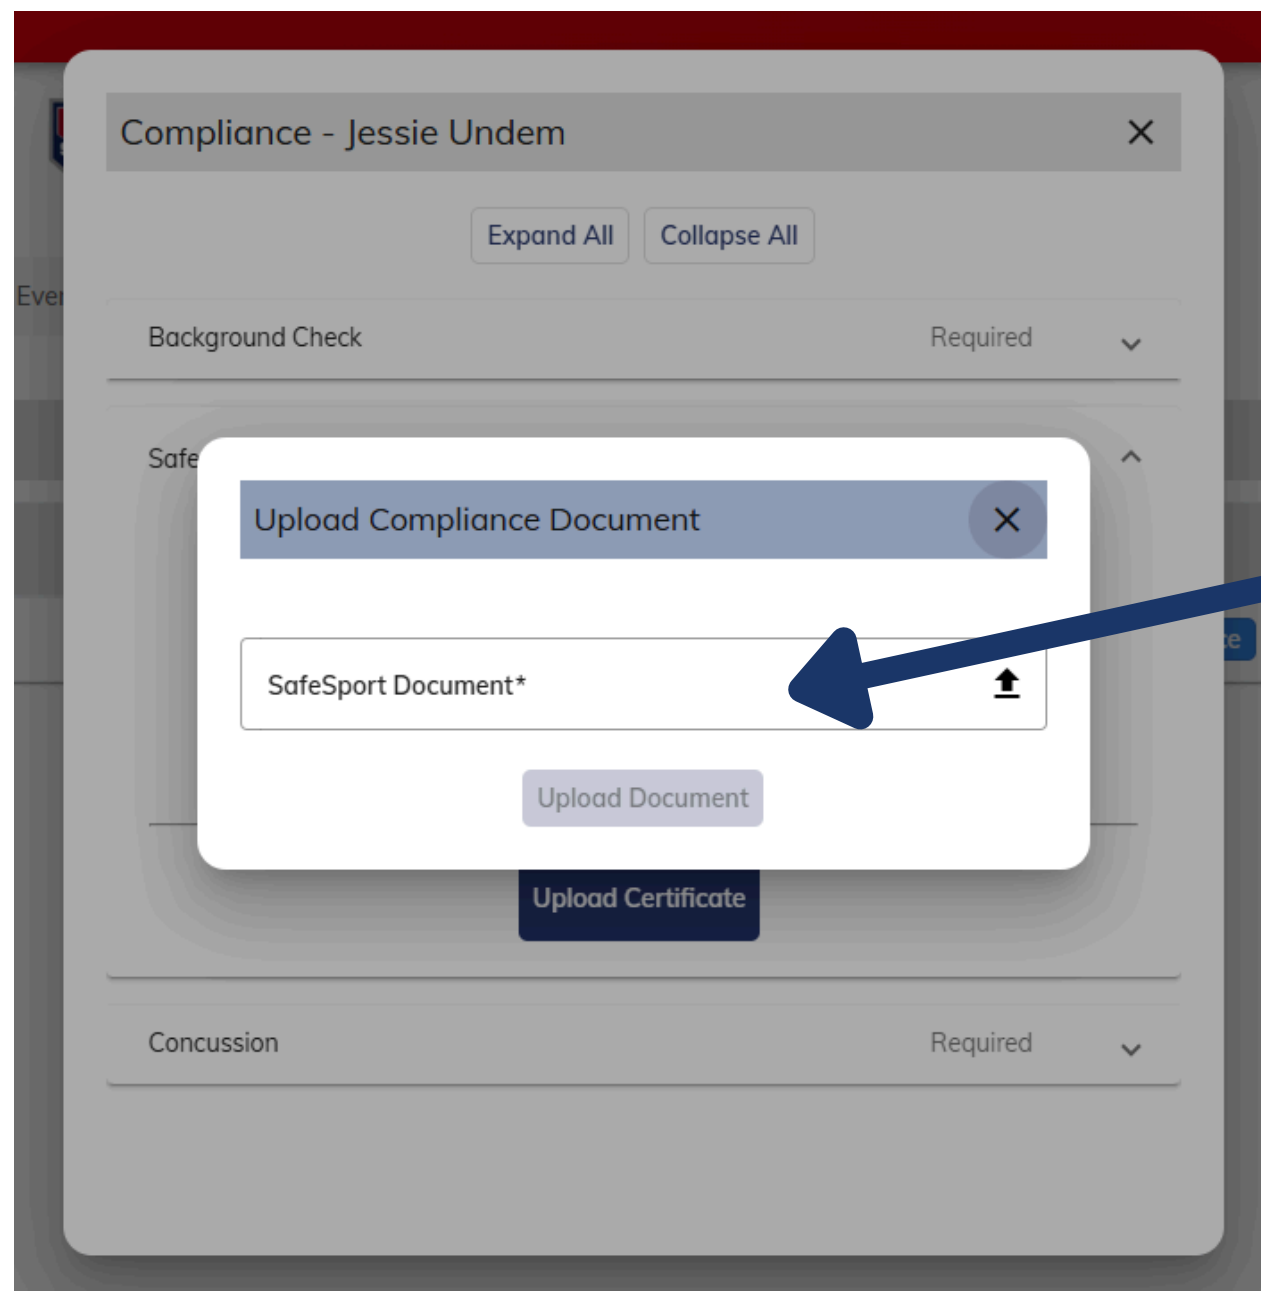 Compliance - Jessie Undem
Expand All
Collapse All
Background Check
Required
Upload Compliance Document
SafeSport Document*
Upload Document
Upload Certificate
Concussion
Required